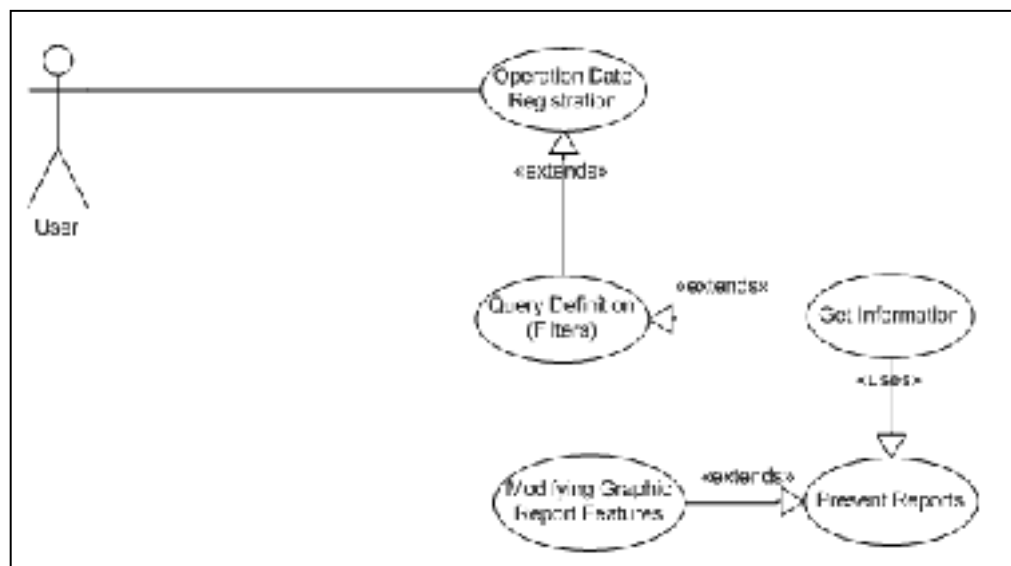 Operation Data
Registration
«extends»
User
Query Definition
(Filters)
«extends»
Get Information
«uses»
Modifying Graphic
Report Features
«extends»
Present Reports